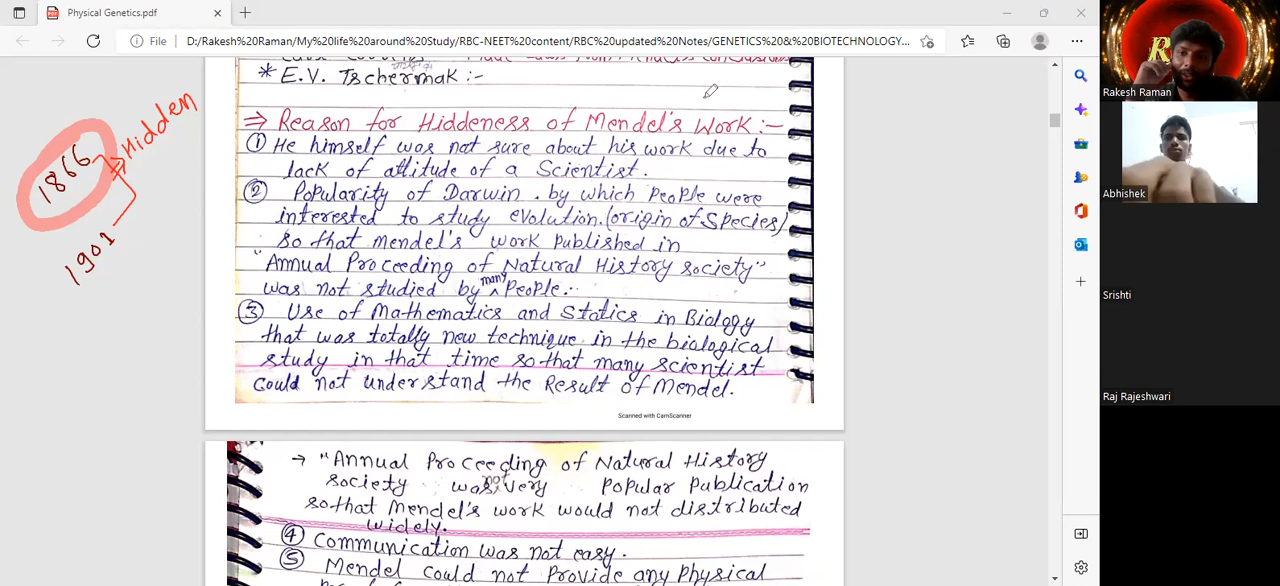 Physical Genetics.pdf
File
D:/Rakesh%20Raman/My%20life%20around%20Study/RBC-NEET%20content/RBC%20updated%20Notes/GENETICS%20&%20BIOTECHNOLOGY...
* E.V. Tschermak :-
⇒ Reason for Hiddeness of Mendel's Work :-
① He himself was not sure about his work due to
lack of attitude of a Scientist.
② Popularity of Darwin. by which People were
interested to study evolution. (origin of Species)
so that mendel's work published in
"Annual Proceeding of Natural History society"
was not studied by many People.
③ Use of Mathematics and Statics in Biology
that was totally new technique in the biological
study in that time so that many scientist
could not understand the Result of Mendel.
Scanned with CamScanner
→ "Annual Proceeding of Natural History
society was not very Popular Publication
so that Mendel's work would not distributed
widely.
④ Communication was not easy.
⑤ Mendel could not Provide any Physical
1866
Hidden
1901
Rakesh Raman
Abhishek
Srishti
Raj Rajeshwari